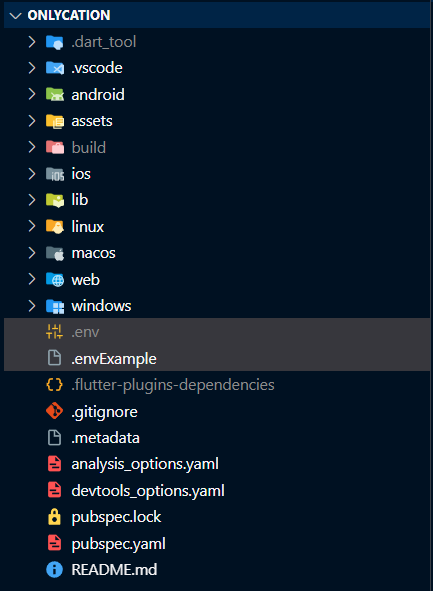 ONLYCATION
.dart_tool
.vscode
android
assets
build
ios
lib
linux
macos
web
windows
.env
.envExample
.flutter-plugins-dependencies
.gitignore
.metadata
analysis_options.yaml
devtools_options.yaml
pubspec.lock
pubspec.yaml
README.md